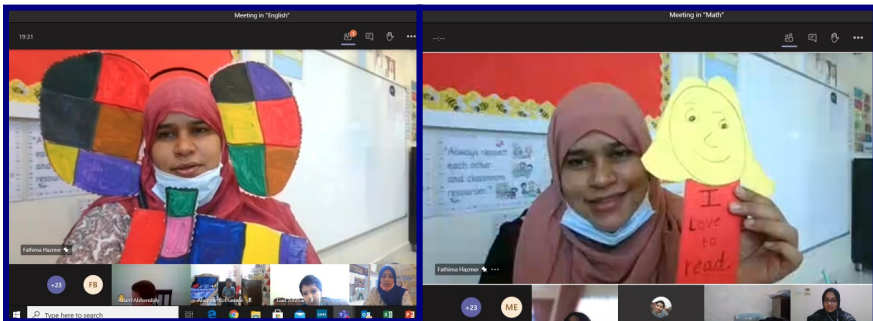 Meeting in "English"
19:31
Fathima Hazmer
+23
FB
Type here to search
Meeting in "Math"
--:--
"Always respect
each other
and classroom
resources."
I
Love
to
read.
Fathima Hazmer
+23
ME